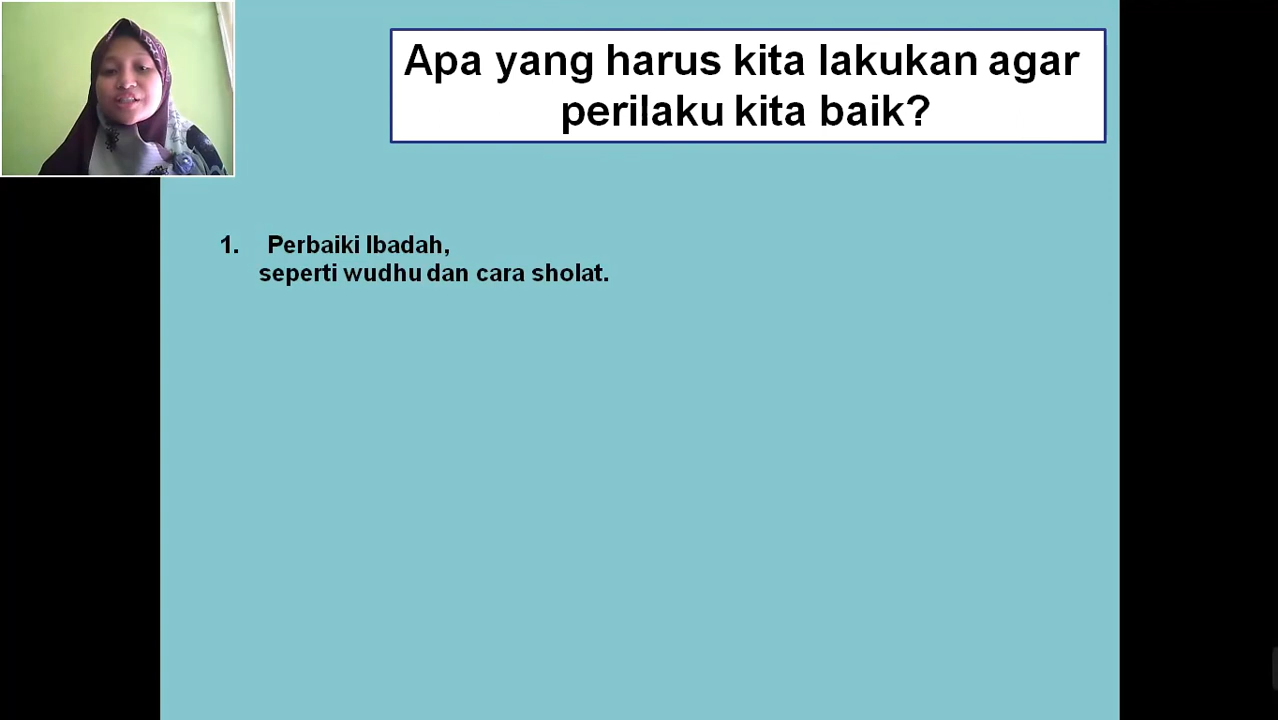 Apa yang harus kita lakukan agar
perilaku kita baik?
1. Perbaiki Ibadah,
seperti wudhu dan cara sholat.